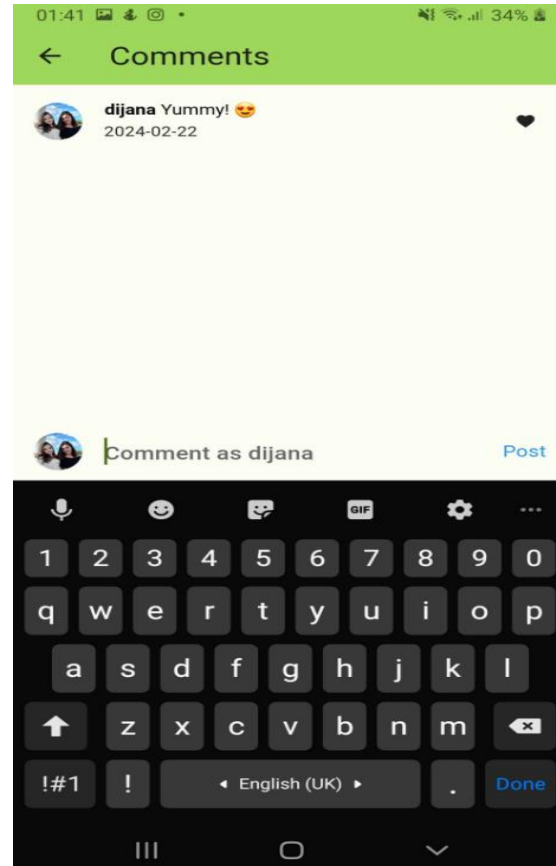 01:41 34%
Comments
dijana Yummy! 😍
2024-02-22
Comment as dijana Post
GIF
1 2 3 4 5 6 7 8 9 0
q w e r t y u i o p
a s d f g h j k l
z x c v b n m
!#1 ! English (UK) . Done